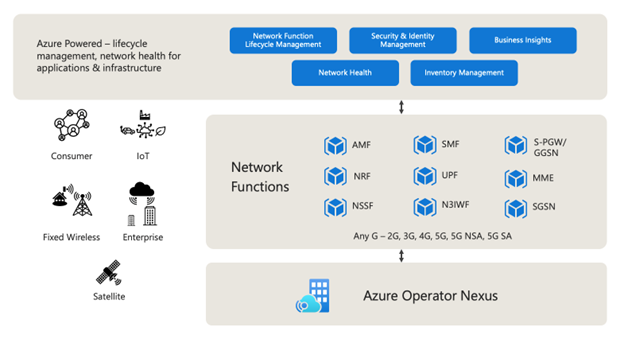 Azure Powered – lifecycle
management, network health for
applications & infrastructure
Network Function
Lifecycle Management
Security & Identity
Management
Business Insights
Network Health
Inventory Management
Consumer
IoT
Fixed Wireless
Enterprise
Satellite
Network
Functions
AMF
SMF
S-PGW/
GGSN
NRF
UPF
MME
NSSF
N3IWF
SGSN
Any G – 2G, 3G, 4G, 5G, 5G NSA, 5G SA
Azure Operator Nexus